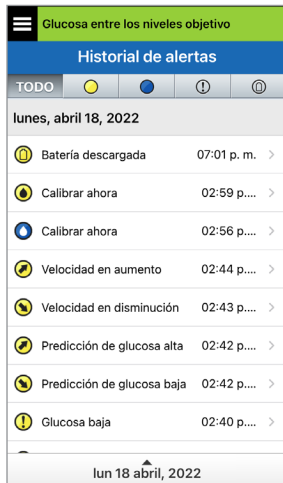 Glucosa entre los niveles objetivo
Historial de alertas
TODO
lunes, abril 18, 2022
Batería descargada 07:01 p. m.
Calibrar ahora 02:59 p....
Calibrar ahora 02:56 p....
Velocidad en aumento 02:44 p....
Velocidad en disminución 02:43 p....
Predicción de glucosa alta 02:42 p....
Predicción de glucosa baja 02:42 p....
Glucosa baja 02:40 p....
lun 18 abril, 2022